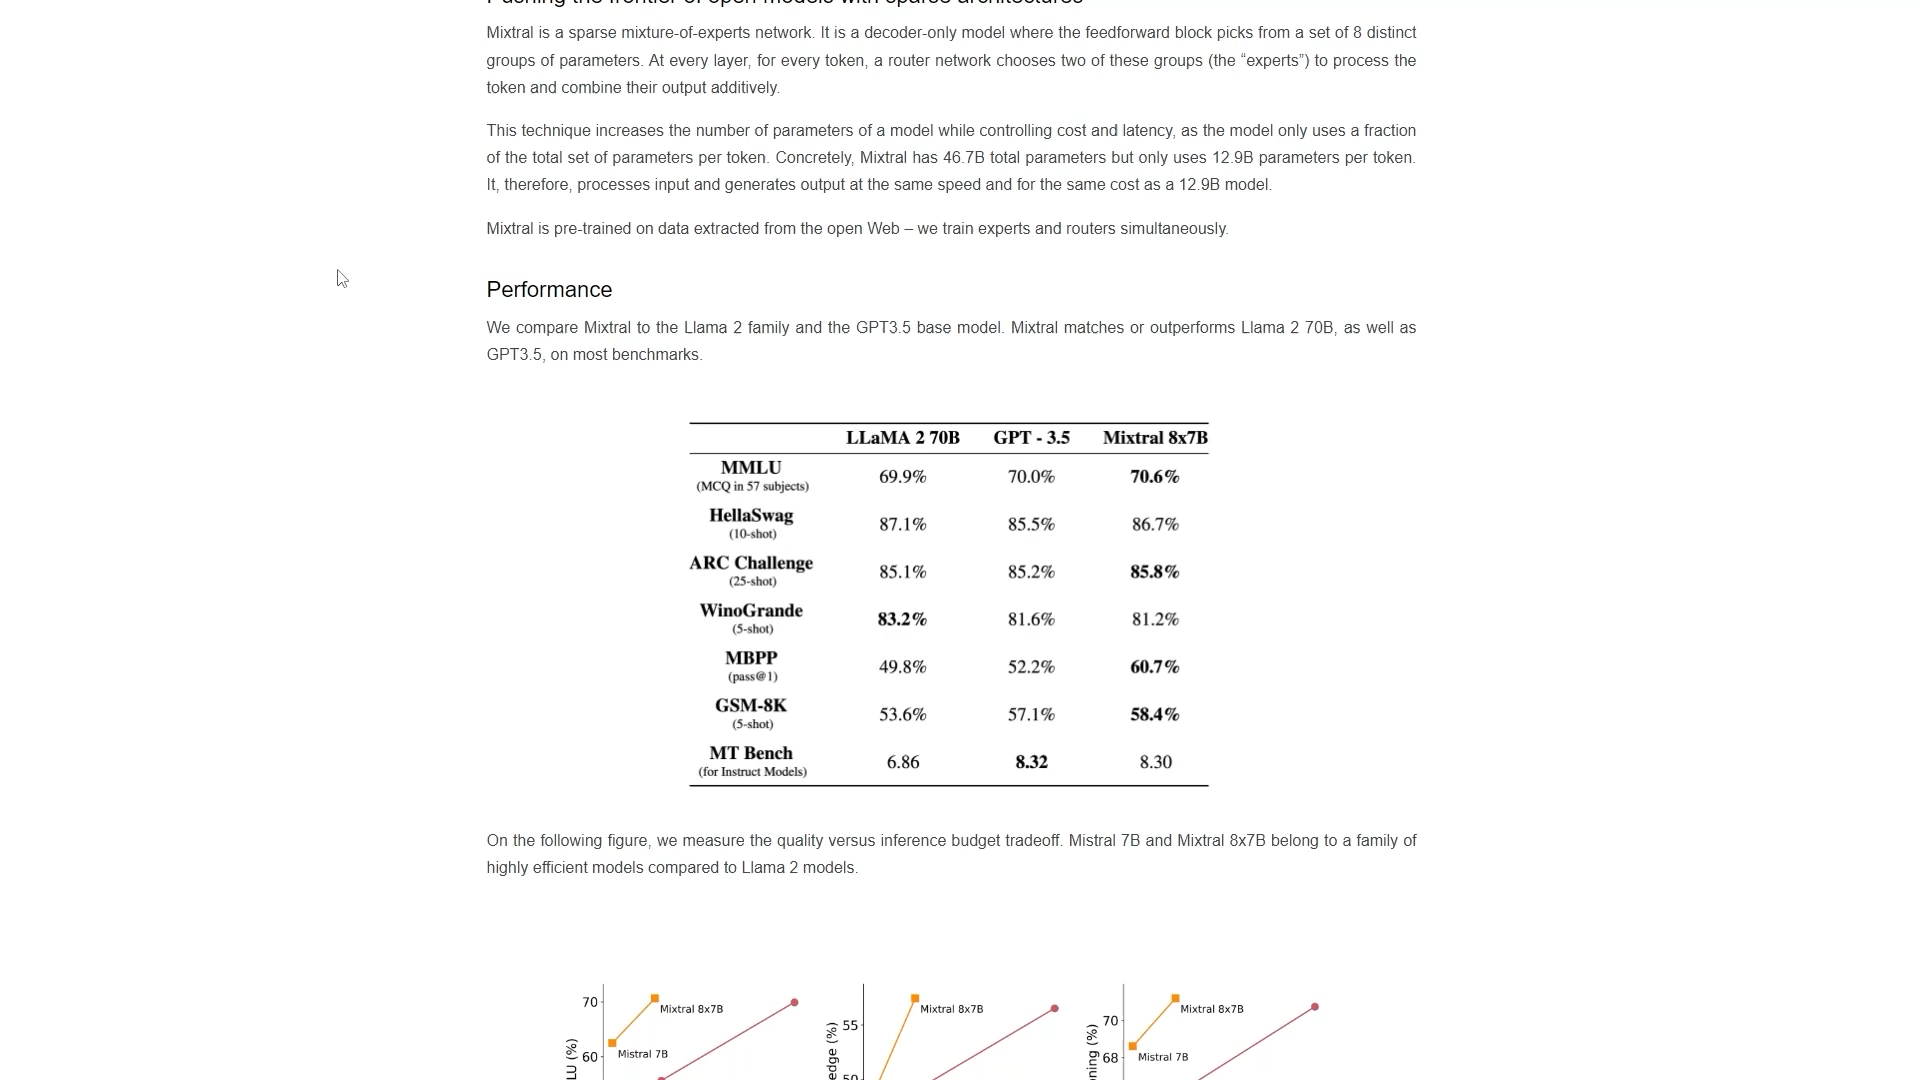 Pushing the frontier of open models with sparse architectures
Mixtral is a sparse mixture-of-experts network. It is a decoder-only model where the feedforward block picks from a set of 8 distinct
groups of parameters. At every layer, for every token, a router network chooses two of these groups (the “experts”) to process the
token and combine their output additively.
This technique increases the number of parameters of a model while controlling cost and latency, as the model only uses a fraction
of the total set of parameters per token. Concretely, Mixtral has 46.7B total parameters but only uses 12.9B parameters per token.
It, therefore, processes input and generates output at the same speed and for the same cost as a 12.9B model.
Mixtral is pre-trained on data extracted from the open Web – we train experts and routers simultaneously.
Performance
We compare Mixtral to the Llama 2 family and the GPT3.5 base model. Mixtral matches or outperforms Llama 2 70B, as well as
GPT3.5, on most benchmarks.
LLaMA 2 70B GPT - 3.5 Mixtral 8x7B
MMLU
(MCQ in 57 subjects)
69.9% 70.0% 70.6%
HellaSwag
(10-shot)
87.1% 85.5% 86.7%
ARC Challenge
(25-shot)
85.1% 85.2% 85.8%
WinoGrande
(5-shot)
83.2% 81.6% 81.2%
MBPP
(pass@1)
49.8% 52.2% 60.7%
GSM-8K
(5-shot)
53.6% 57.1% 58.4%
MT Bench
(for Instruct Models)
6.86 8.32 8.30
On the following figure, we measure the quality versus inference budget tradeoff. Mistral 7B and Mixtral 8x7B belong to a family of
highly efficient models compared to Llama 2 models.
70
Mixtral 8x7B
60
Mistral 7B
LU (%)
55
Mixtral 8x7B
50
edge (%)
70
Mixtral 8x7B
68
Mistral 7B
ning (%)